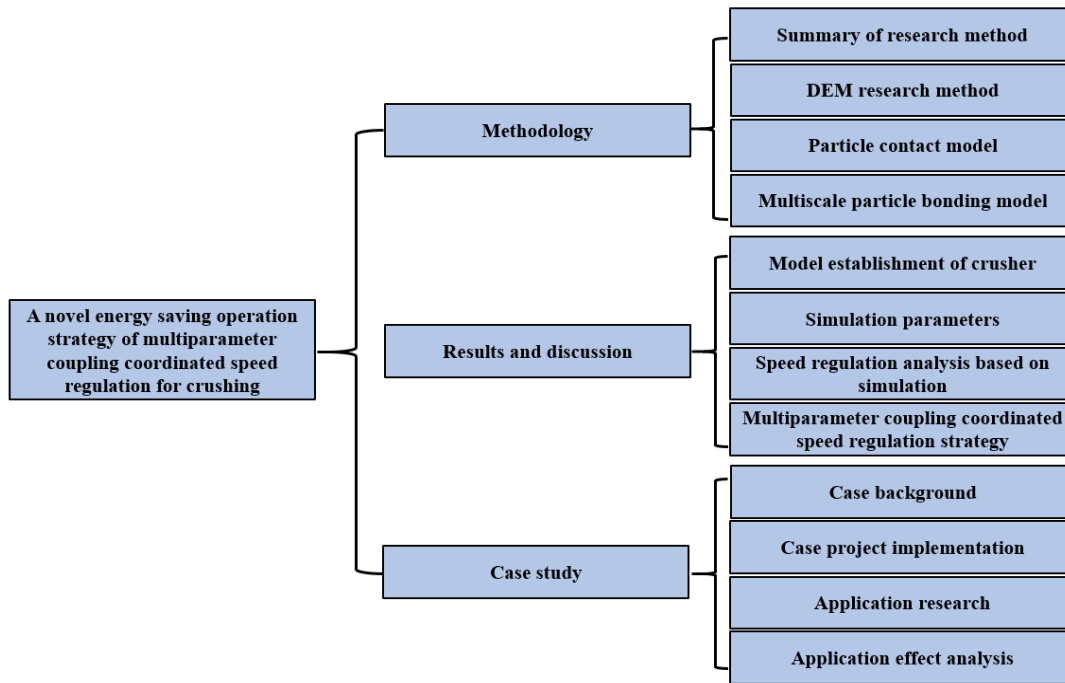 A novel energy saving operation
strategy of multiparameter
coupling coordinated speed
regulation for crushing
Methodology
Summary of research method
DEM research method
Particle contact model
Multiscale particle bonding model
Results and discussion
Model establishment of crusher
Simulation parameters
Speed regulation analysis based on
simulation
Multiparameter coupling coordinated
speed regulation strategy
Case study
Case background
Case project implementation
Application research
Application effect analysis